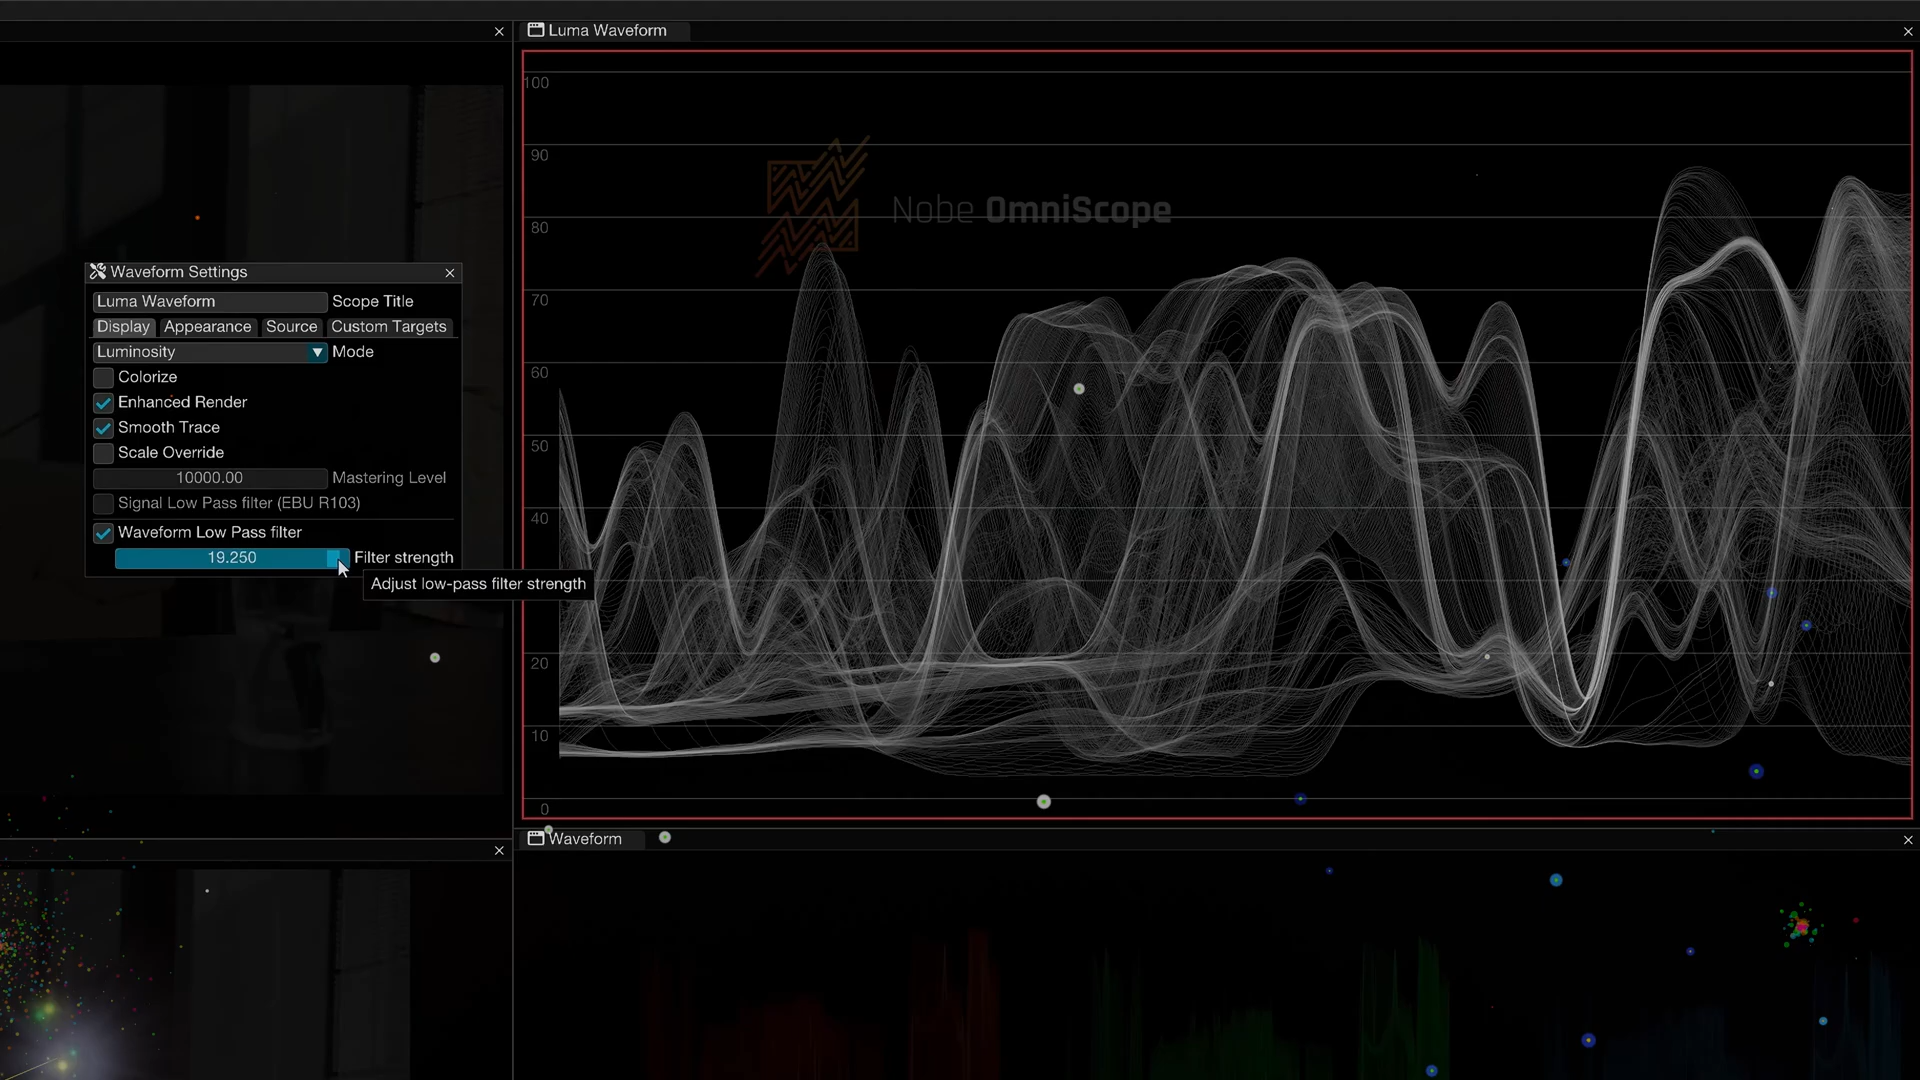 Luma Waveform
100
90
Nobe OmniScope
80
Waveform Settings
70
Luma Waveform Scope Title
Display Appearance Source Custom Targets
Luminosity Mode
60
Colorize
Enhanced Render
Smooth Trace
50
Scale Override
10000.00 Mastering Level
Signal Low Pass filter (EBU R103)
40
Waveform Low Pass filter
19.250 Filter strength
Adjust low-pass filter strength
20
10
0
Waveform